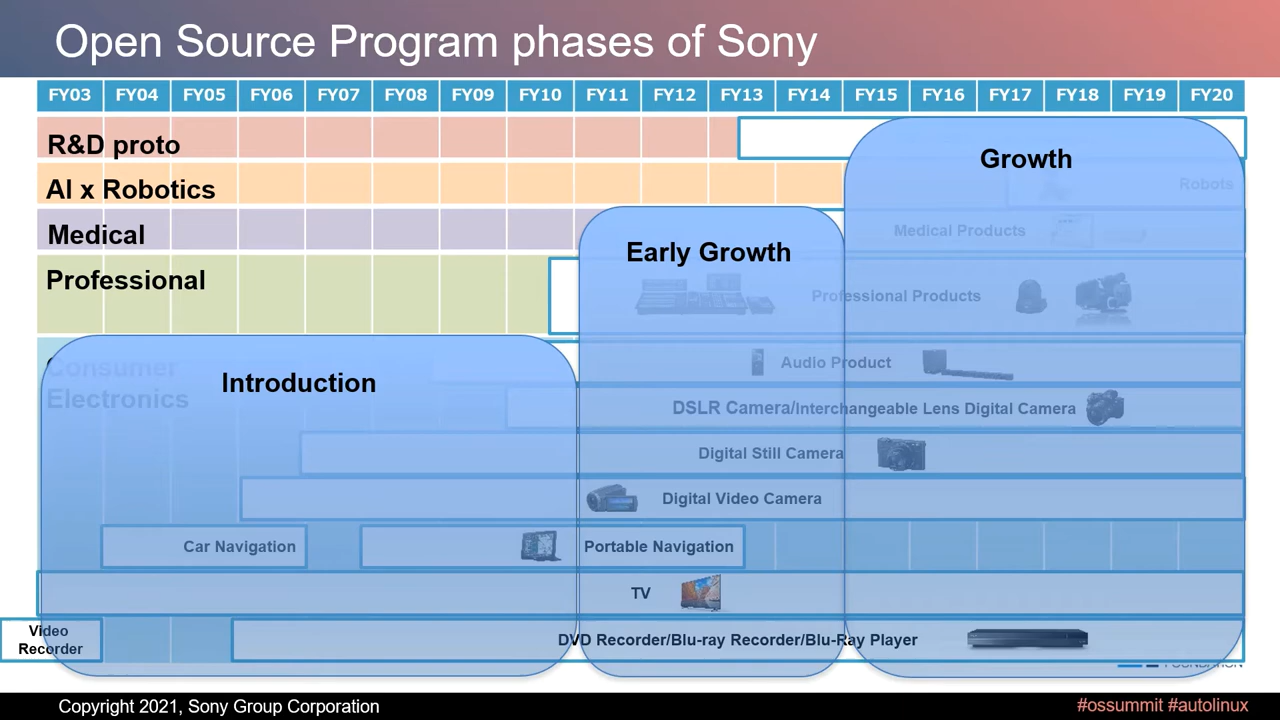 Open Source Program phases of Sony
FY03 FY04 FY05 FY06 FY07 FY08 FY09 FY10 FY11 FY12 FY13 FY14 FY15 FY16 FY17 FY18 FY19 FY20
R&D proto
Growth
AI x Robotics
Robots
Medical
Medical Products
Early Growth
Professional
Professional Products
Consumer
Electronics
Introduction
Audio Product
DSLR Camera/Interchangeable Lens Digital Camera
Digital Still Camera
Digital Video Camera
Car Navigation
Portable Navigation
TV
Video
Recorder
DVD Recorder/Blu-ray Recorder/Blu-Ray Player
FOUNDATION
Copyright 2021, Sony Group Corporation
#ossummit #autolinux